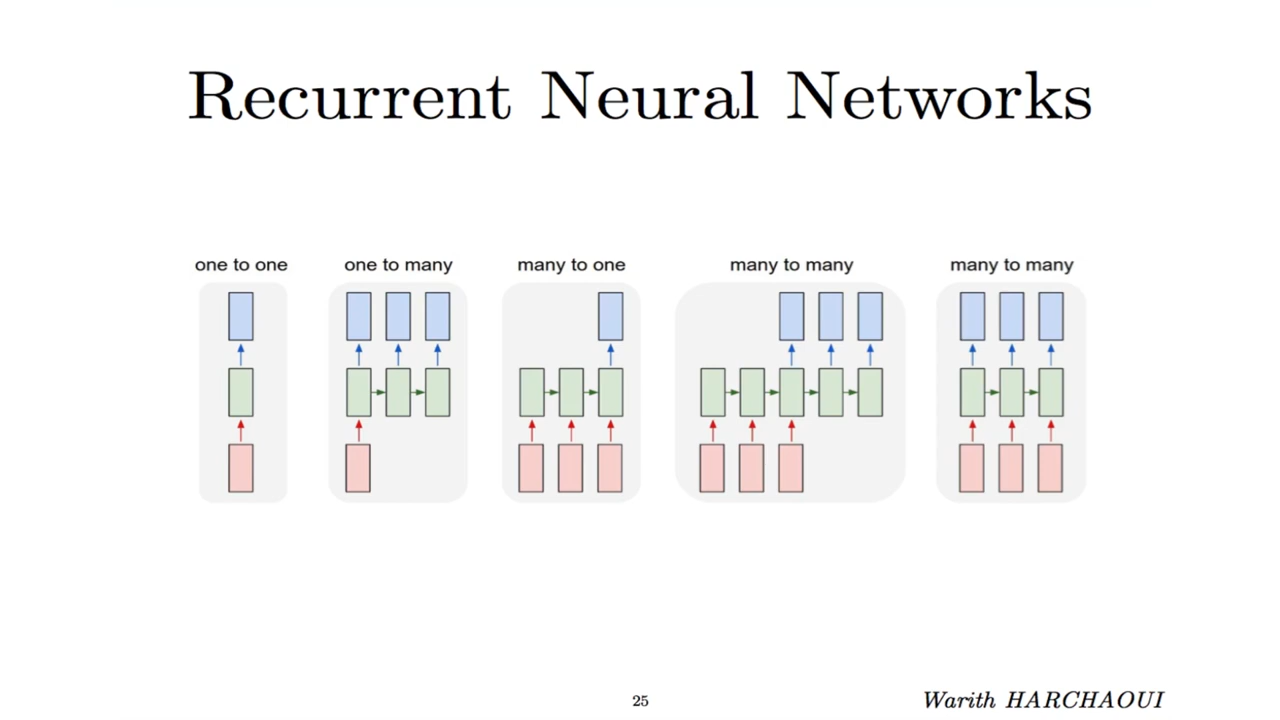 Recurrent Neural Networks
one to one
one to many
many to one
many to many
many to many
25
Warith HARCHAOUI